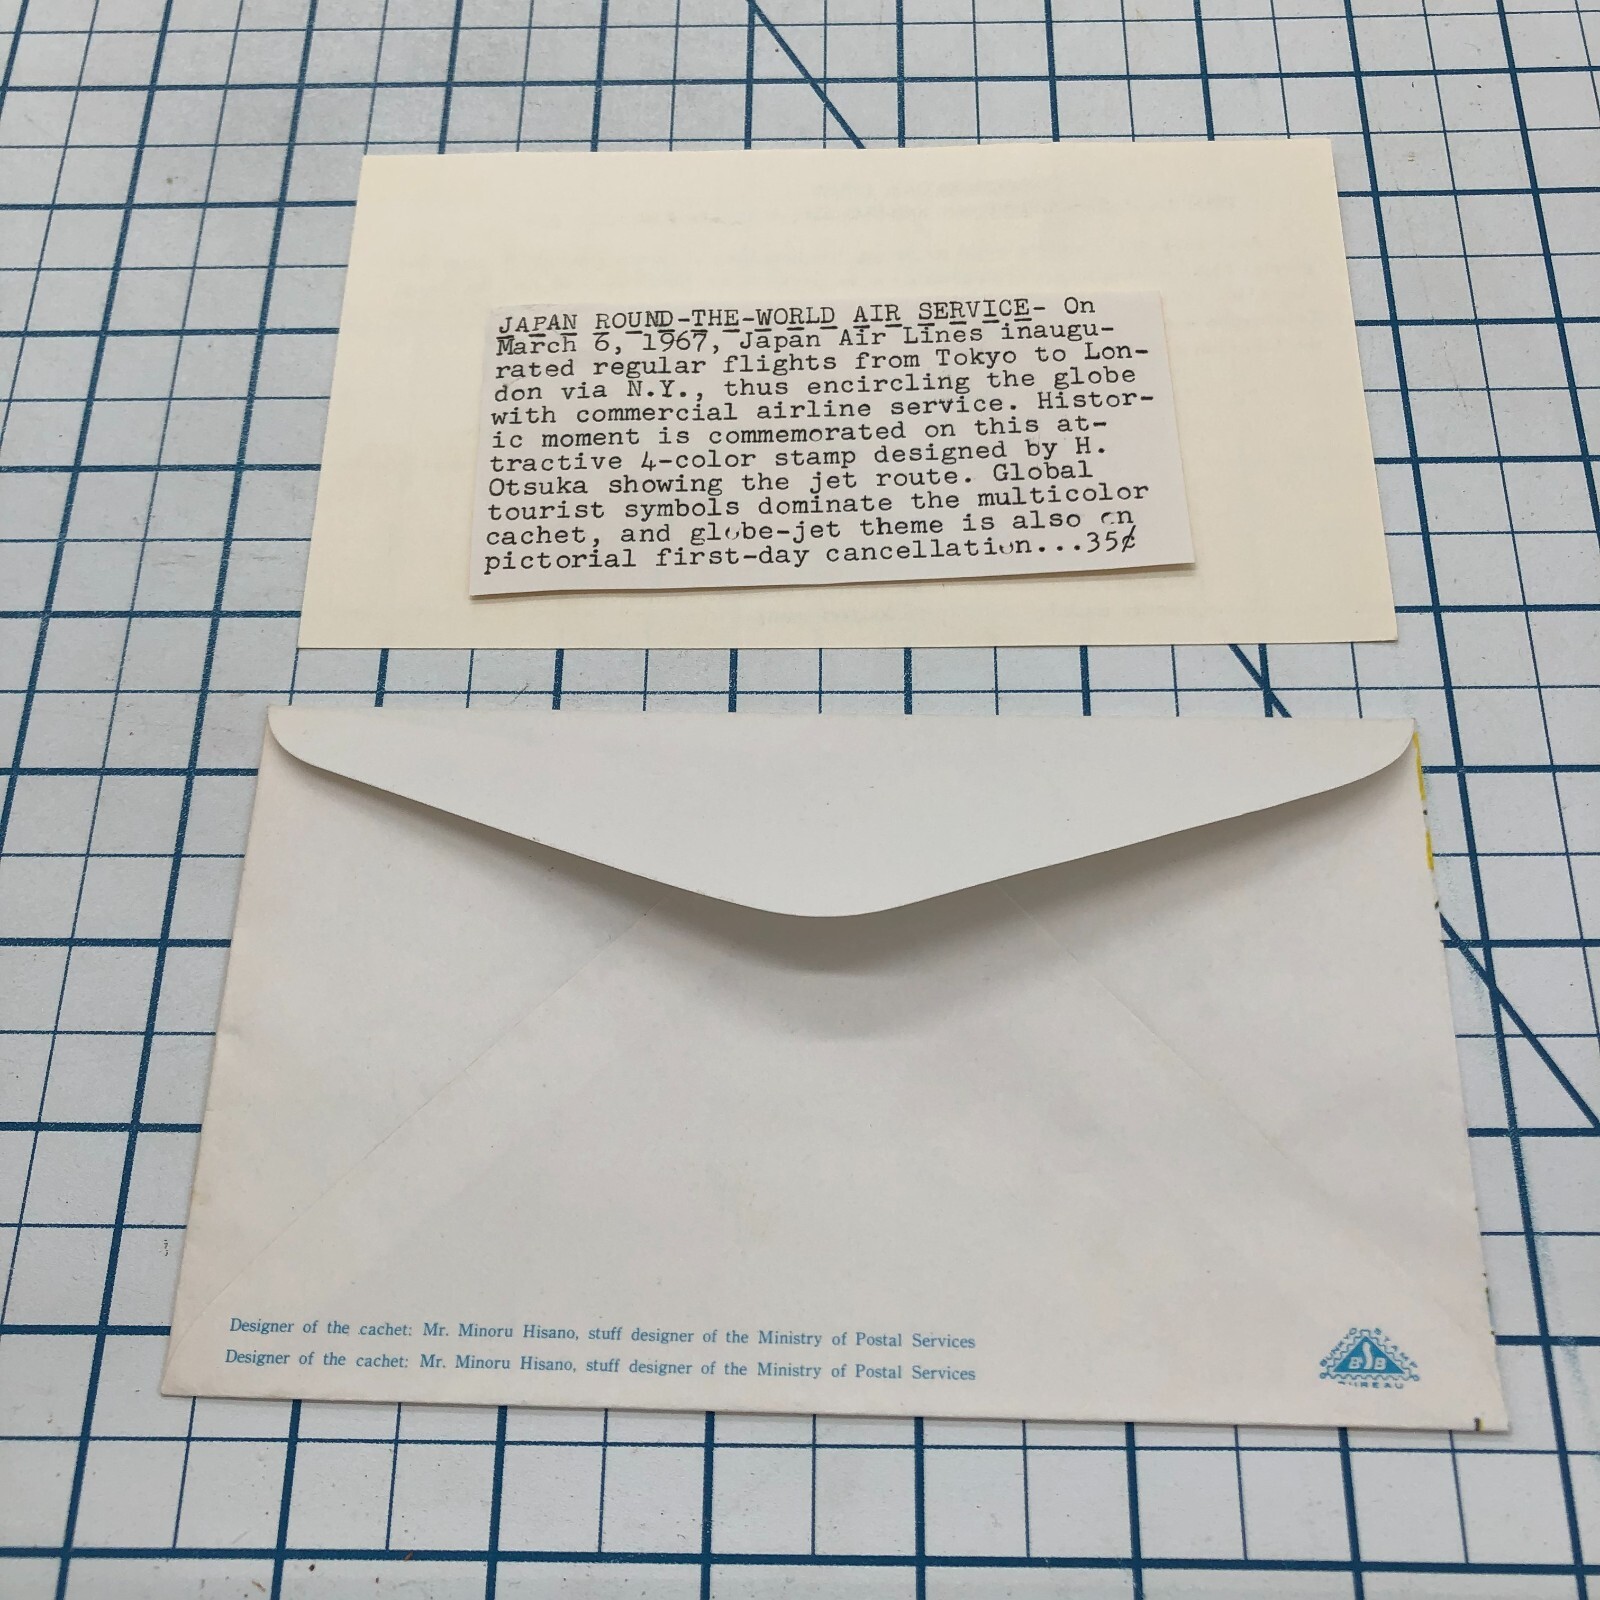 JAPAN ROUND-THE-WORLD AIR SERVICE- On
March 6, 1967, Japan Air Lines inaugu-
rated regular flights from Tokyo to Lon-
don via N.Y., thus encircling the globe
with commercial airline service. Histor-
ic moment is commemorated on this at-
tractive 4-color stamp designed by H.
Otsuka showing the jet route. Global
tourist symbols dominate the multicolor
cachet, and globe-jet theme is also on
pictorial first-day cancellation...35¢
Designer of the cachet: Mr. Minoru Hisano, stuff designer of the Ministry of Postal Services
Designer of the cachet: Mr. Minoru Hisano, stuff designer of the Ministry of Postal Services
BUNKYO STAMP
BSB
BUREAU